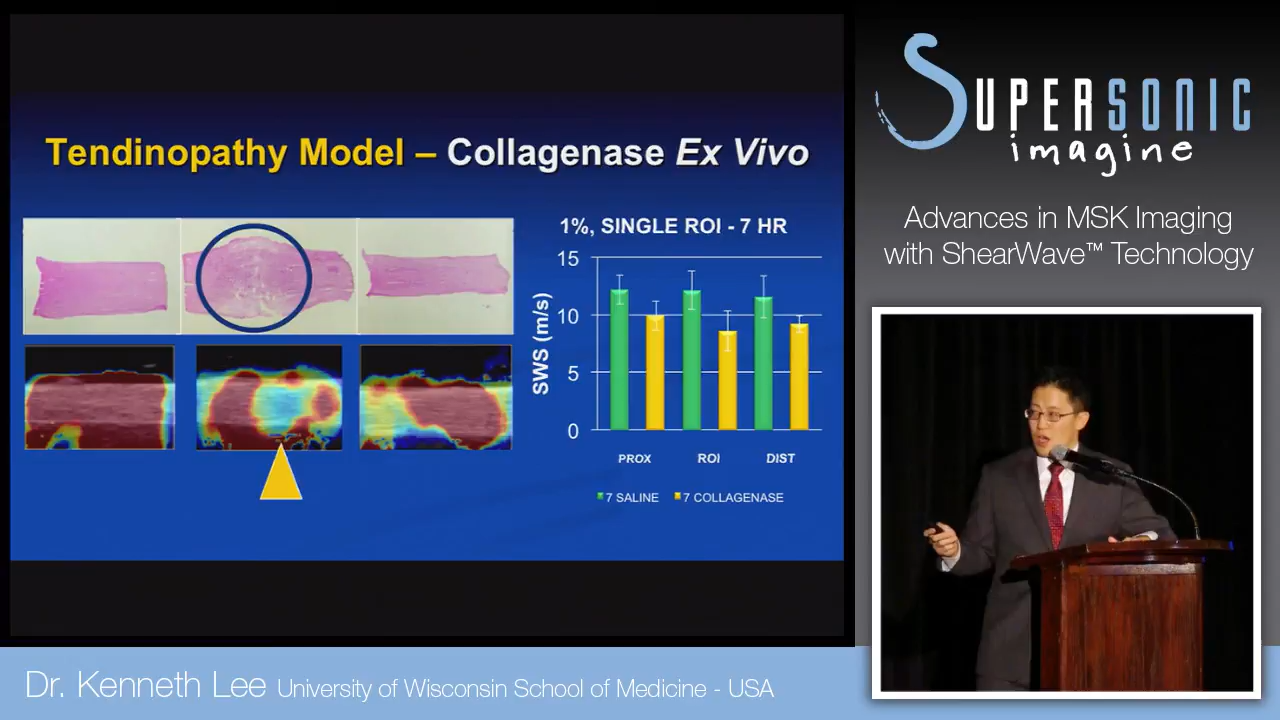 Tendinopathy Model – Collagenase Ex Vivo
1%, SINGLE ROI - 7 HR
SWS (m/s)
15
10
5
0
PROX
ROI
DIST
7 SALINE
7 COLLAGENASE
SUPERSONIC
imagine
Advances in MSK Imaging
with ShearWave™ Technology
Dr. Kenneth Lee University of Wisconsin School of Medicine - USA